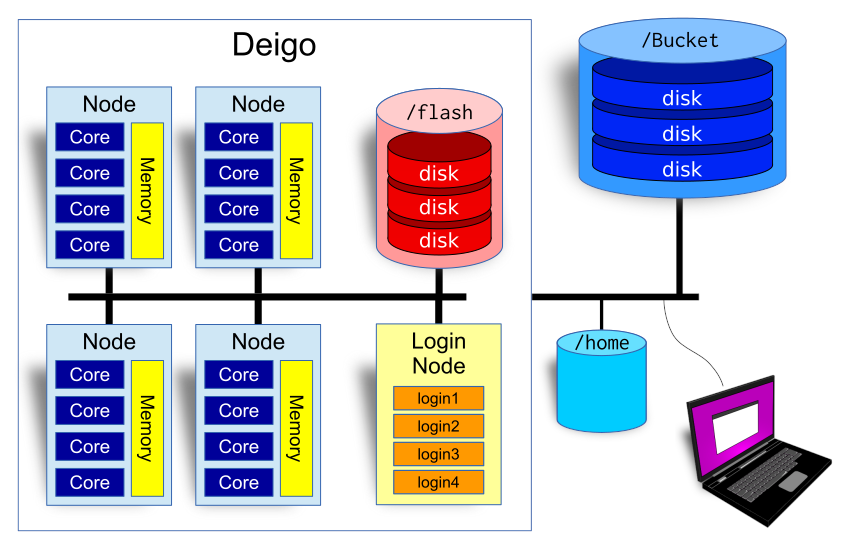 Deigo
/Bucket
disk
disk
disk
Node
Core
Core
Core
Core
Memory
Node
Core
Core
Core
Core
Memory
/flash
disk
disk
disk
Node
Core
Core
Core
Core
Memory
Node
Core
Core
Core
Core
Memory
Login
Node
login1
login2
login3
login4
/home